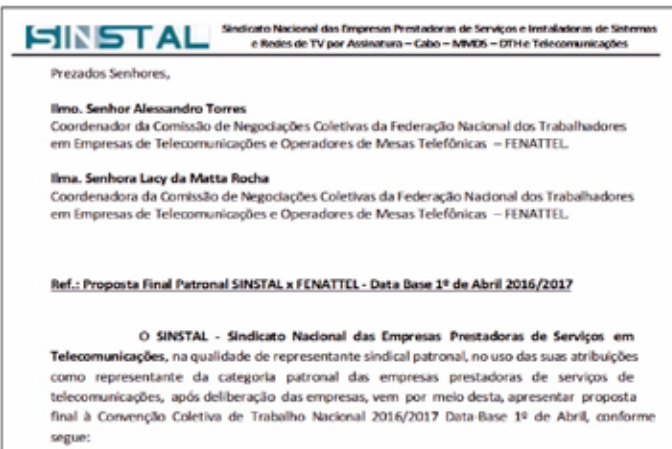 SINSTAL
Sindicato Nacional das Empresas Prestadoras de Serviços e Instaladoras de Sistemas
e Redes de TV por Assinatura – Cabo – MMDS – DTH e Telecomunicações
Prezados Senhores,
Ilmo. Senhor Alessandro Torres
Coordenador da Comissão de Negociações Coletivas da Federação Nacional dos Trabalhadores
em Empresas de Telecomunicações e Operadores de Mesas Telefônicas – FENATTEL.
Ilma. Senhora Lacy da Matta Rocha
Coordenadora da Comissão de Negociações Coletivas da Federação Nacional dos Trabalhadores
em Empresas de Telecomunicações e Operadores de Mesas Telefônicas – FENATTEL.
Ref.: Proposta Final Patronal SINSTAL x FENATTEL - Data Base 1º de Abril 2016/2017
O SINSTAL - Sindicato Nacional das Empresas Prestadoras de Serviços em
Telecomunicações, na qualidade de representante sindical patronal, no uso das suas atribuições
como representante da categoria patronal das empresas prestadoras de serviços de
telecomunicações, após deliberação das empresas, vem por meio desta, apresentar proposta
final à Convenção Coletiva de Trabalho Nacional 2016/2017 Data-Base 1º de Abril, conforme
segue: